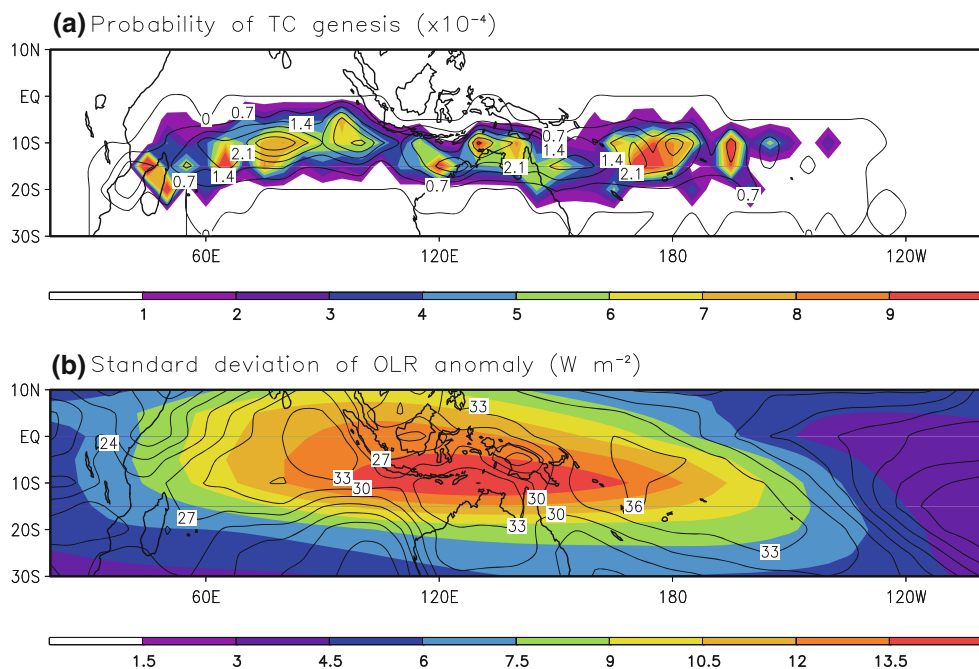 (a) Probability of TC genesis (x10⁻⁴)
10N
EQ
10S
20S
30S
0
0.7
1.4
2.1
0.7
1.4
0.7
0.7
1.4
2.1
1.4
2.1
0.7
0
0
60E 120E 180 120W
1 2 3 4 5 6 7 8 9
(b) Standard deviation of OLR anomaly (W m⁻²)
10N
EQ
10S
20S
30S
33
24
27
33
30
30
36
27
33
33
60E 120E 180 120W
1.5 3 4.5 6 7.5 9 10.5 12 13.5